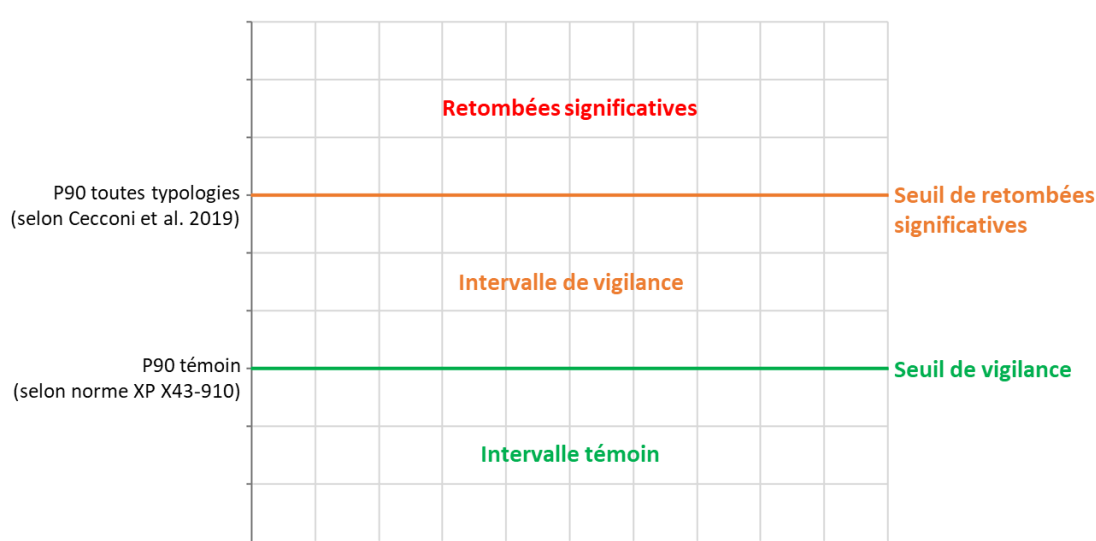 Retombées significatives
P90 toutes typologies
(selon Cecconi et al. 2019)
Seuil de retombées
significatives
Intervalle de vigilance
P90 témoin
(selon norme XP X43-910)
Seuil de vigilance
Intervalle témoin